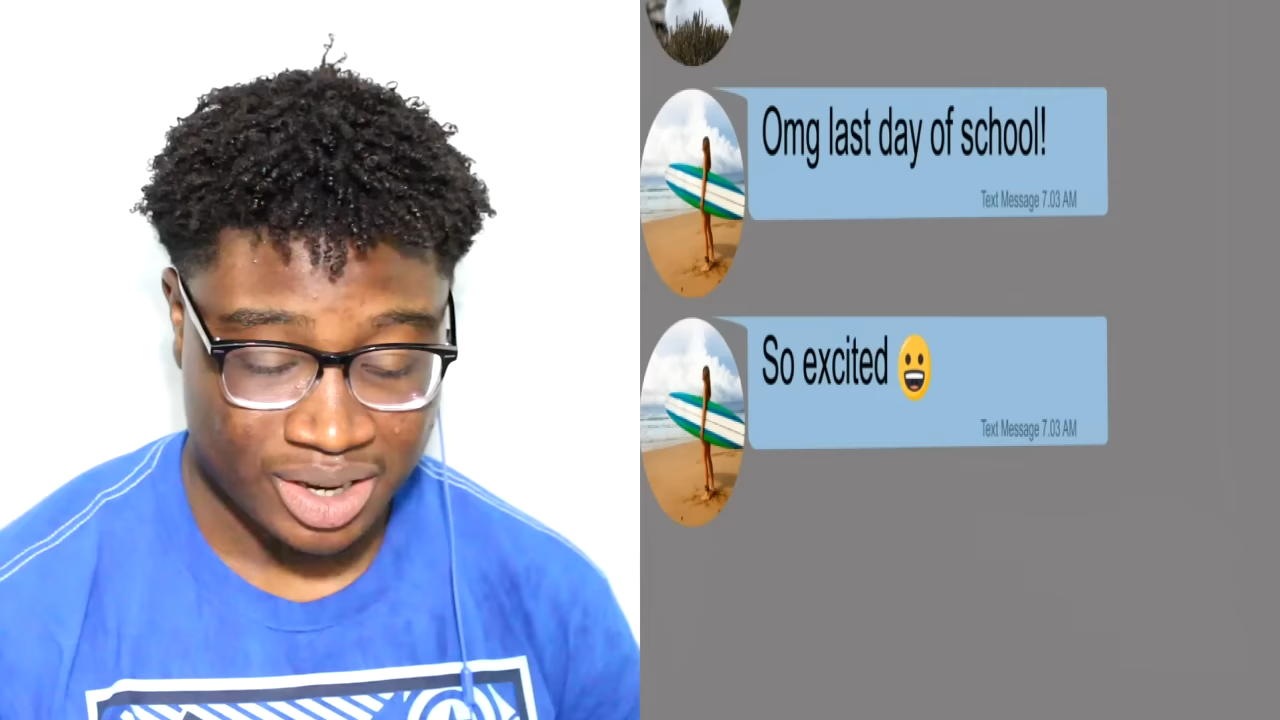 Omg last day of school!
Text Message 7.03 AM
So excited 😀
Text Message 7.03 AM